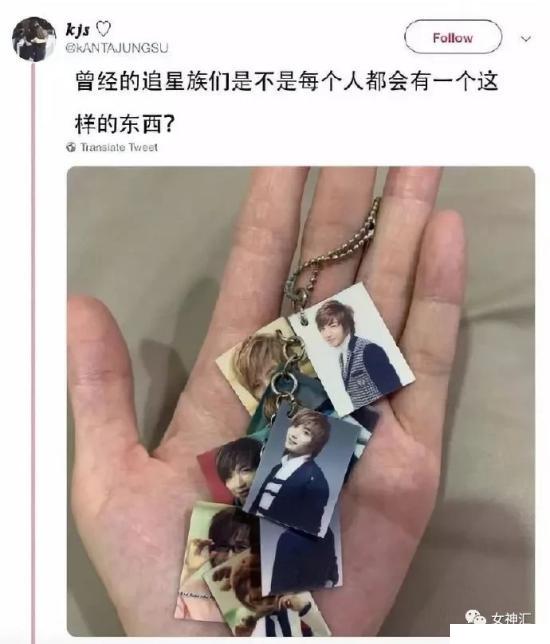 kjs ♡
@kANTAJUNGSU
Follow
曾经的追星族们是不是每个人都会有一个这
样的东西?
Translate Tweet
女神汇